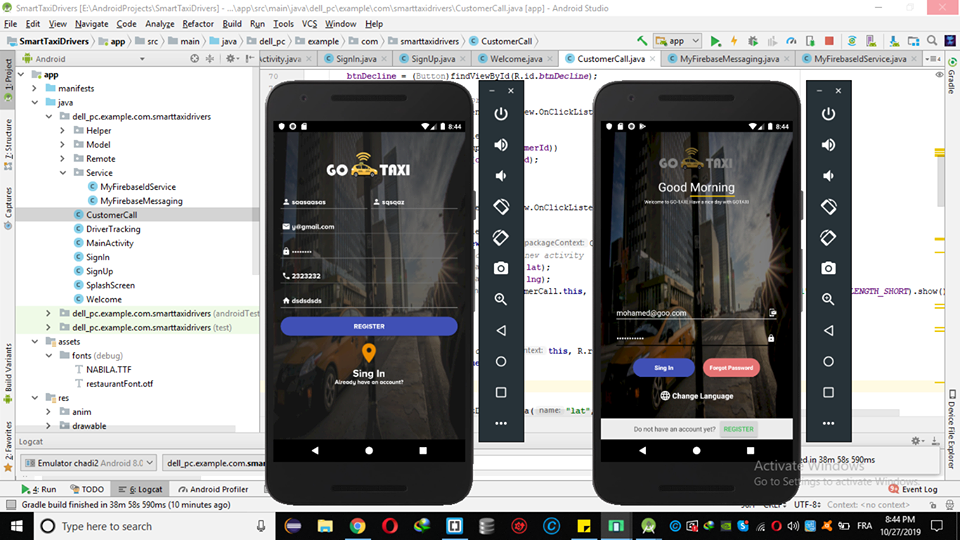 SmartTaxiDrivers [E:\AndroidProjects\SmartTaxiDrivers] - ...\app\src\main\java\dell_pc\example\com\smarttaxidrivers\CustomerCall.java [app] - Android Studio
File Edit View Navigate Code Analyze Refactor Build Run Tools VCS Window Help
SmartTaxiDrivers app src main java dell_pc example com smarttaxidrivers CustomerCall app
Android
Activity.java SignIn.java SignUp.java Welcome.java CustomerCall.java MyFirebaseMessaging.java MyFirebaseIdService.java
1: Project
7: Structure
Captures
Build Variants
2: Favorites
Gradle
Device File Explorer
app
manifests
java
dell_pc.example.com.smarttaxidrivers
Helper
Model
Remote
Service
MyFirebaseIdService
MyFirebaseMessaging
CustomerCall
DriverTracking
MainActivity
SignIn
SignUp
SplashScreen
Welcome
dell_pc.example.com.smarttaxidrivers (androidTest
dell_pc.example.com.smarttaxidrivers (test)
assets
fonts (debug)
NABILA.TTF
restaurantFont.otf
res
anim
drawable
70
btnDecline = (Button)findViewById(R.id.btnDecline);
ew.OnClickList
merId))
ew.OnClickListe
packageContext: C
new activity
lat);
lng);
omerCall.this,
LENGTH_SHORT).show()
ontext: this, R.r
a( name: "lat",
8:44
GO TAXI
soqsaqsqs
sqsqaz
y@gmail.com
2323232
dsdsdsds
REGISTER
Sing In
Already have an account?
8:44
GO TAXI
Good Morning
Welcome to GO-TAXI. Have a nice day with GOTAXI
mohamed@goo.com
Sing In
Forgot Password
Change Language
Do not have an account yet? REGISTER
Logcat
Emulator chadi2 Android 8.0
dell_pc.example.com.smar
ed in 38m 58s 590ms
Activate Windows
Go to Settings to activate Windows.
4: Run TODO 6: Logcat Android Profiler
Event Log
Gradle build finished in 38m 58s 590ms (10 minutes ago)
UTF-8: Context: <no context>
Type here to search
FRA
8:44 PM
10/27/2019